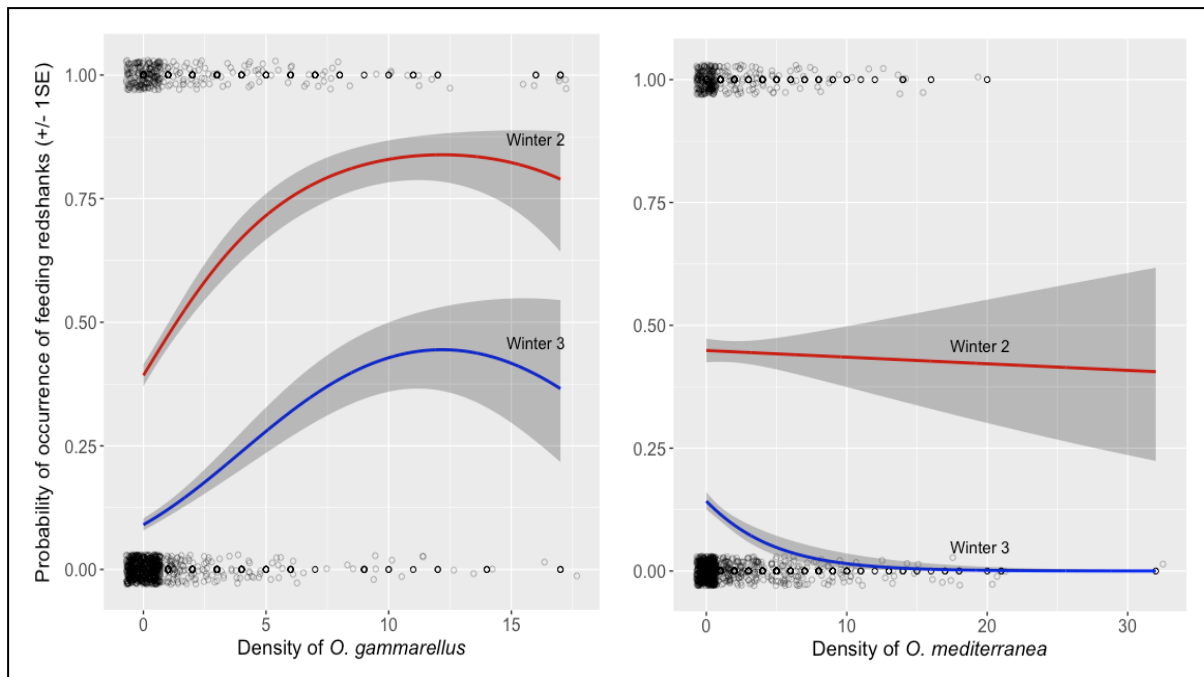 Probability of occurrence of feeding redshanks (+/- 1SE)
1.00
0.75
0.50
0.25
0.00
Winter 2
Winter 3
0
5
10
15
Density of O. gammarellus
1.00
0.75
0.50
0.25
0.00
Winter 2
Winter 3
0
10
20
30
Density of O. mediterranea